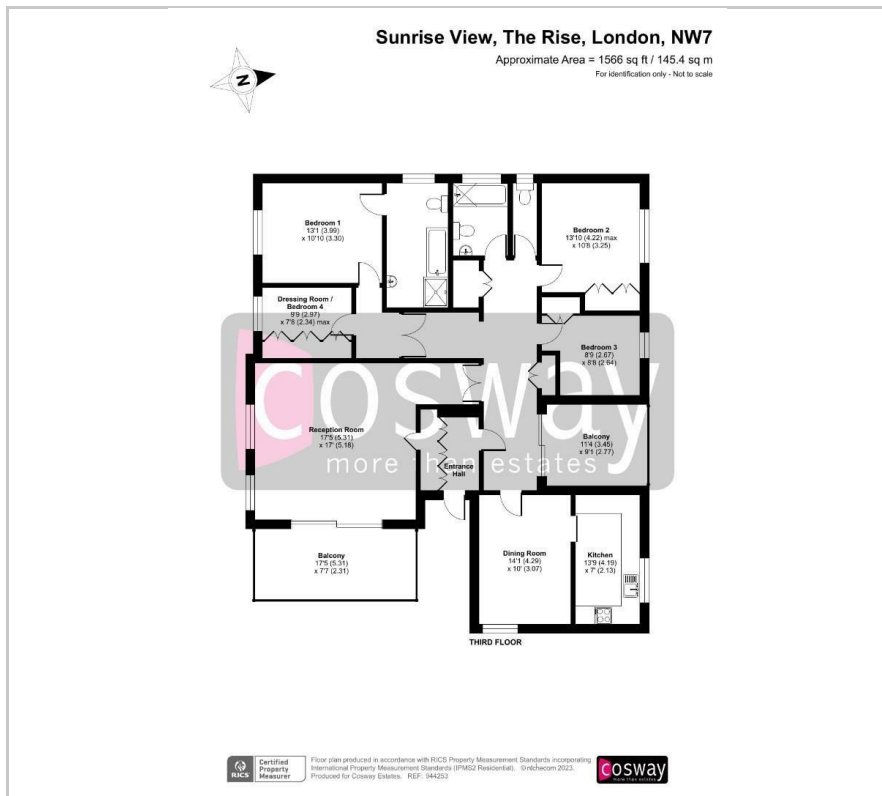 Sunrise View, The Rise, London, NW7
Approximate Area = 1566 sq ft / 145.4 sq m
For identification only - Not to scale
N
Bedroom 1
13'1 (3.99)
x 10'10 (3.30)
Bedroom 2
13'10 (4.22) max
x 10'8 (3.25)
Dressing Room /
Bedroom 4
9'9 (2.97)
x 7'8 (2.34) max
Bedroom 3
8'9 (2.67)
x 8'8 (2.64)
cosway
more than estates
Reception Room
17'5 (5.31)
x 17' (5.18)
Entrance
Hall
Balcony
11'4 (3.45)
x 9'1 (2.77)
Balcony
17'5 (5.31)
x 7'7 (2.31)
Dining Room
14'1 (4.29)
x 10' (3.07)
Kitchen
13'9 (4.19)
x 7' (2.13)
THIRD FLOOR
RICS
Certified
Property
Measurer
Floor plan produced in accordance with RICS Property Measurement Standards incorporating
International Property Measurement Standards (IPMS2 Residential). ©nichecom 2023.
Produced for Cosway Estates. REF: 944253
cosway
more than estates